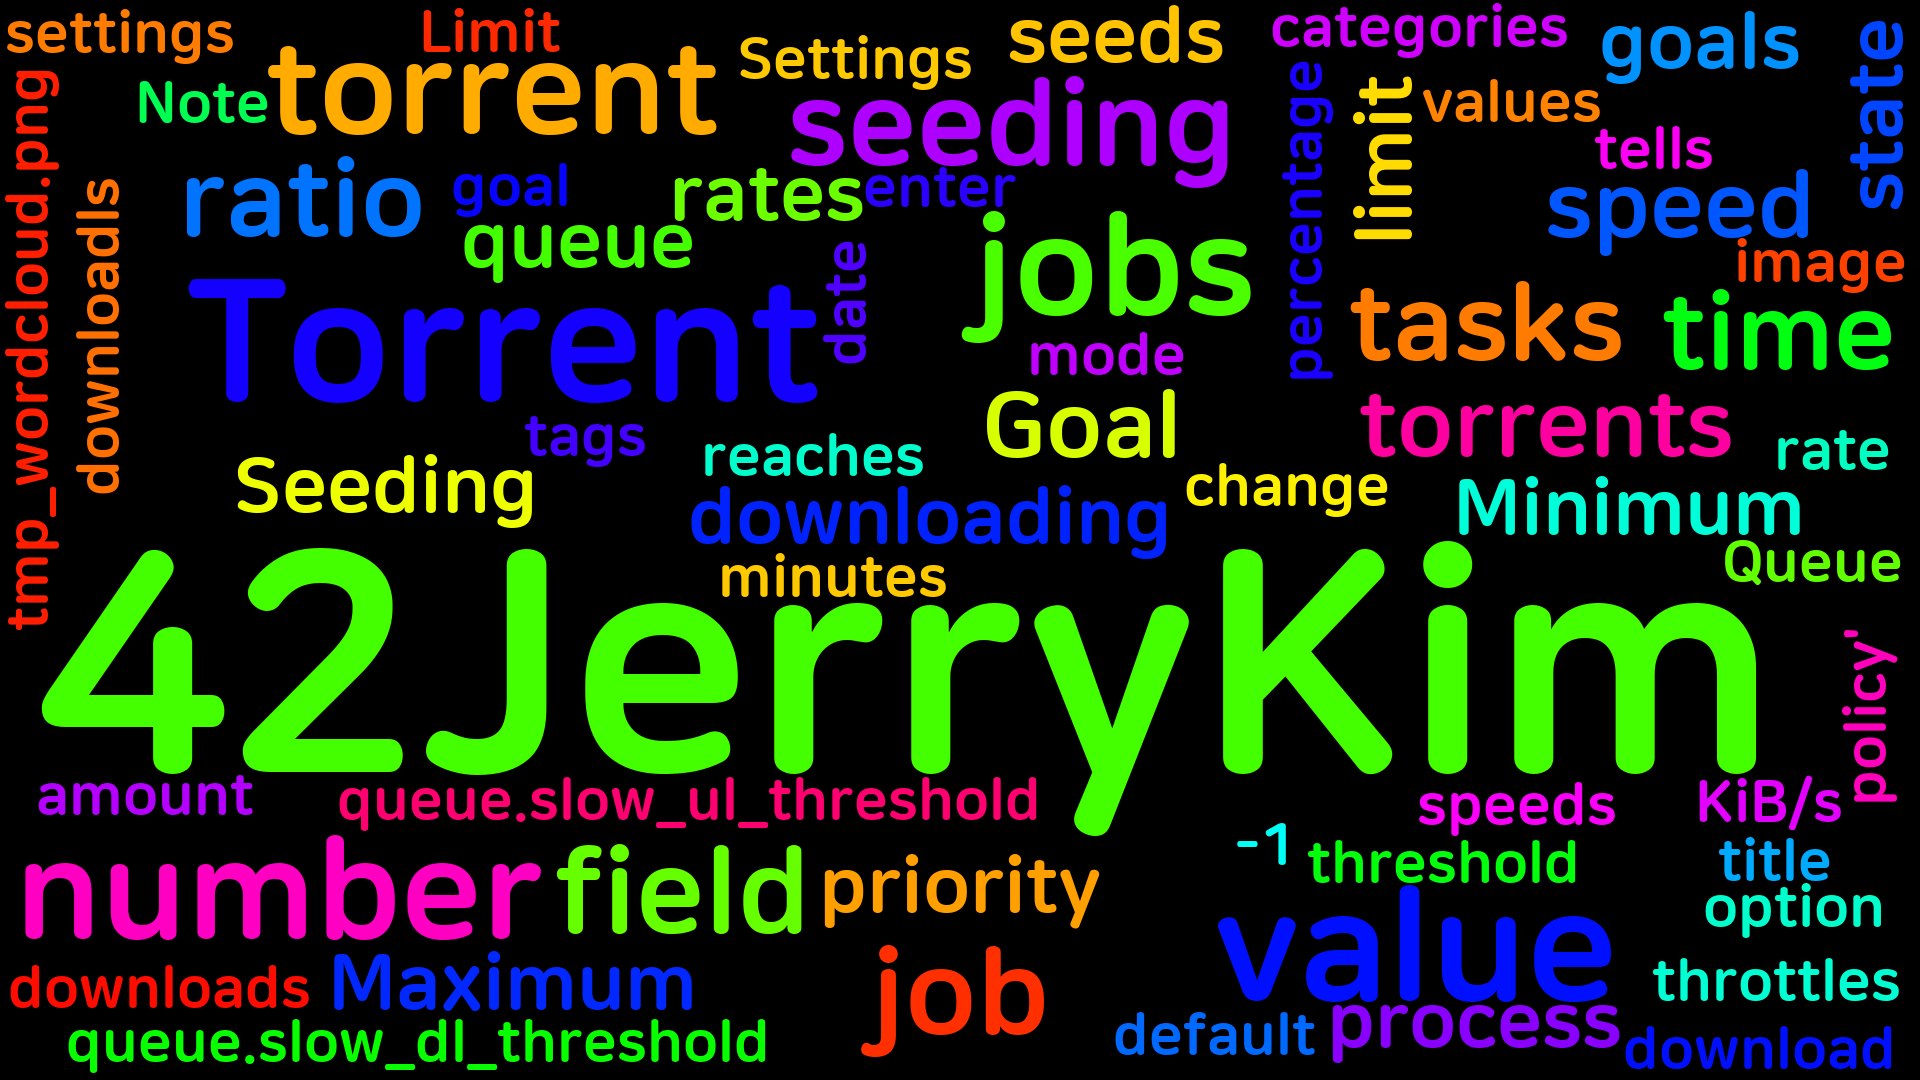 settings
Limit
Settings
seeds
categories
goals
state
tmp_wordcloud.png
Note
torrent
seeding
percentage
limit
values
tells
downloadls
ratio
goal
rates
enter
speed
queue
jobs
date
image
Torrent
mode
tasks
time
tags
reaches
Goal
torrents
rate
Seeding
downloading
change
Minimum
minutes
Queue
42JerryKim
policy'
amount
queue.slow_ul_threshold
speeds
KiB/s
-1
threshold
title
number
field
priority
value
option
downloads
Maximum
job
throttles
queue.slow_dl_threshold
default
process
download